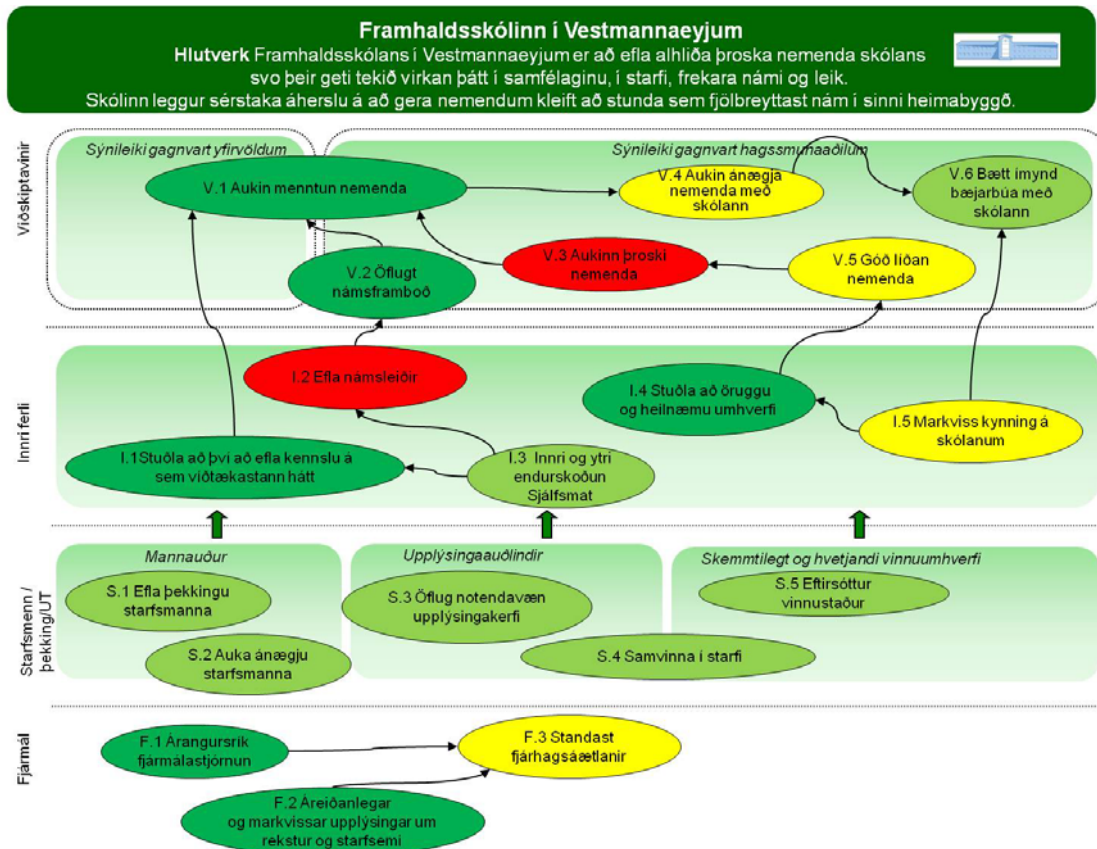 Framhaldsskólinn í Vestmannaeyjum
Hlutverk Framhaldsskólans í Vestmannaeyjum er að efla alhliða þroska nemenda skólans
svo þeir geti tekið virkan þátt í samfélaginu, í starfi, frekara námi og leik.
Skólinn leggur sérstaka áherslu á að gera nemendum kleift að stunda sem fjölbreyttast nám í sinni heimabyggð.
Viðskiptavinir
Sýnileiki gagnvart yfirvöldum
Sýnileiki gagnvart hagssmunaaðilum
V.1 Aukin menntun nemenda
V.4 Aukin ánægja
nemenda með
skólann
V.6 Bætt ímynd
bæjarbúa með
skólann
V.2 Öflugt
námsframboð
V.3 Aukinn þroski
nemenda
V.5 Góð líðan
nemenda
Innri ferli
I.2 Efla námsleiðir
I.4 Stuðla að öruggu
og heilnæmu umhverfi
I.5 Markviss kynning á
skólanum
I.1Stuðla að því að efla kennslu á
sem víðtækastann hátt
I.3 Innri og ytri
endurskoðun
Sjálfsmat
Starfsmenn /
þekking/UT
Mannauður
Upplýsingaauðlindir
Skemmtilegt og hvetjandi vinnuumhverfi
S.1 Efla þekkingu
starfsmanna
S.3 Öflug notendavæn
upplýsingakerfi
S.5 Eftirsóttur
vinnustaður
S.2 Auka ánægju
starfsmanna
S.4 Samvinna í starfi
Fjármál
F.1 Árangursrík
fjármálastjórnun
F.3 Standast
fjárhagsáætlanir
F.2 Áreiðanlegar
og markvissar upplýsingar um
rekstur og starfsemi